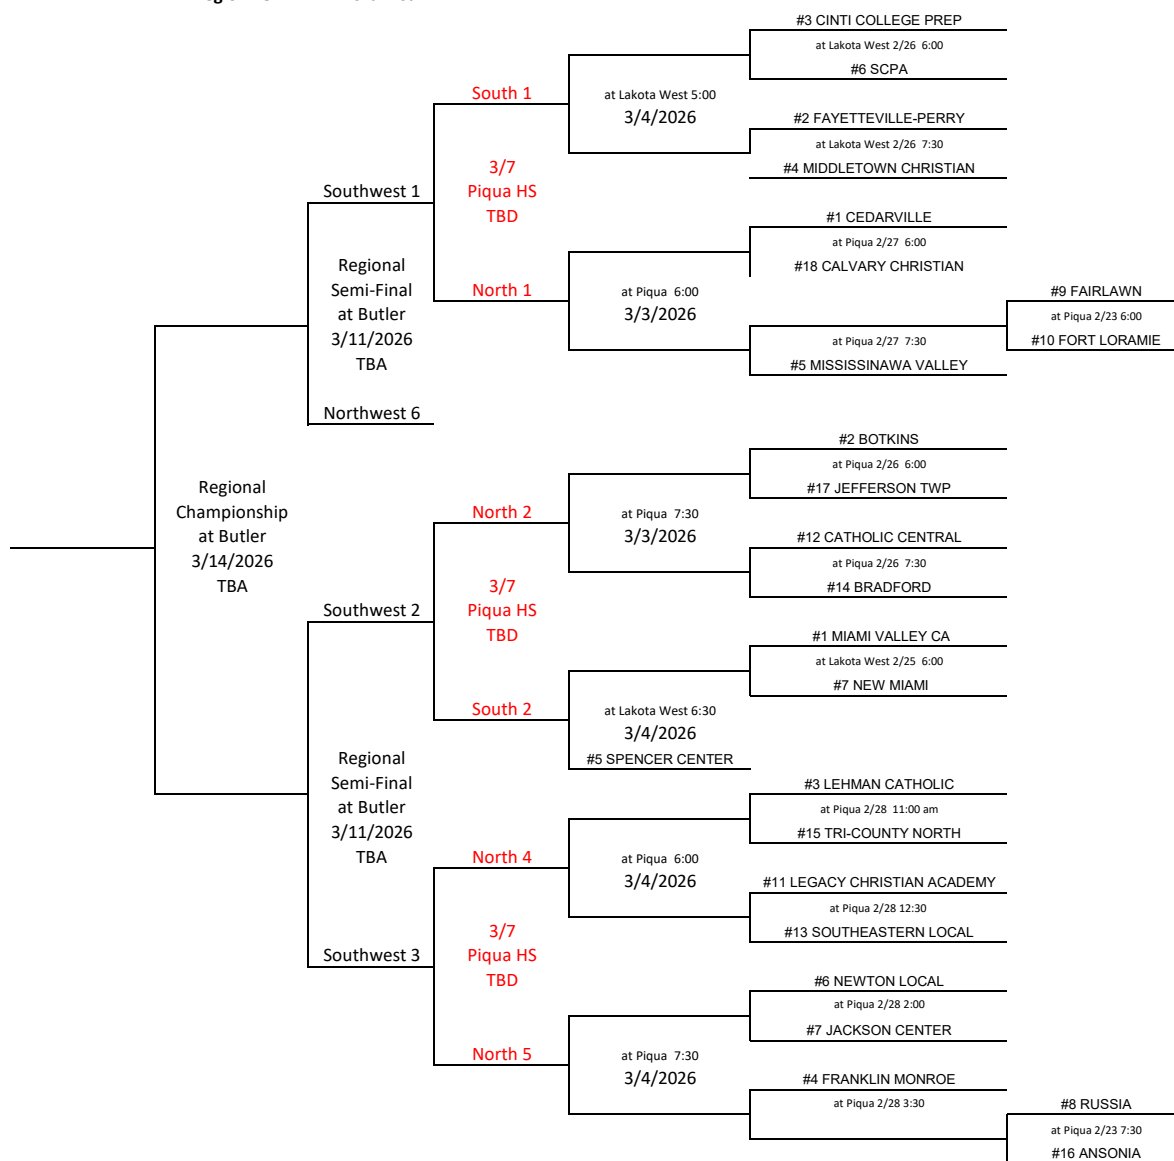 #3 CINTI COLLEGE PREP
at Lakota West 2/26 6:00
#6 SCPA
South 1
at Lakota West 5:00
3/4/2026
#2 FAYETTEVILLE-PERRY
at Lakota West 2/26 7:30
#4 MIDDLETOWN CHRISTIAN
3/7
Piqua HS
TBD
Southwest 1
#1 CEDARVILLE
at Piqua 2/27 6:00
#18 CALVARY CHRISTIAN
Regional
Semi-Final
at Butler
3/11/2026
TBA
North 1
at Piqua 6:00
3/3/2026
#9 FAIRLAWN
at Piqua 2/23 6:00
#10 FORT LORAMIE
at Piqua 2/27 7:30
#5 MISSISSINAWA VALLEY
Northwest 6
#2 BOTKINS
at Piqua 2/26 6:00
#17 JEFFERSON TWP
Regional
Championship
at Butler
3/14/2026
TBA
North 2
at Piqua 7:30
3/3/2026
#12 CATHOLIC CENTRAL
at Piqua 2/26 7:30
#14 BRADFORD
3/7
Piqua HS
TBD
Southwest 2
#1 MIAMI VALLEY CA
at Lakota West 2/25 6:00
#7 NEW MIAMI
South 2
at Lakota West 6:30
3/4/2026
#5 SPENCER CENTER
Regional
Semi-Final
at Butler
3/11/2026
TBA
#3 LEHMAN CATHOLIC
at Piqua 2/28 11:00 am
#15 TRI-COUNTY NORTH
North 4
at Piqua 6:00
3/4/2026
#11 LEGACY CHRISTIAN ACADEMY
at Piqua 2/28 12:30
#13 SOUTHEASTERN LOCAL
3/7
Piqua HS
TBD
Southwest 3
#6 NEWTON LOCAL
at Piqua 2/28 2:00
#7 JACKSON CENTER
North 5
at Piqua 7:30
3/4/2026
#4 FRANKLIN MONROE
at Piqua 2/28 3:30
#8 RUSSIA
at Piqua 2/23 7:30
#16 ANSONIA